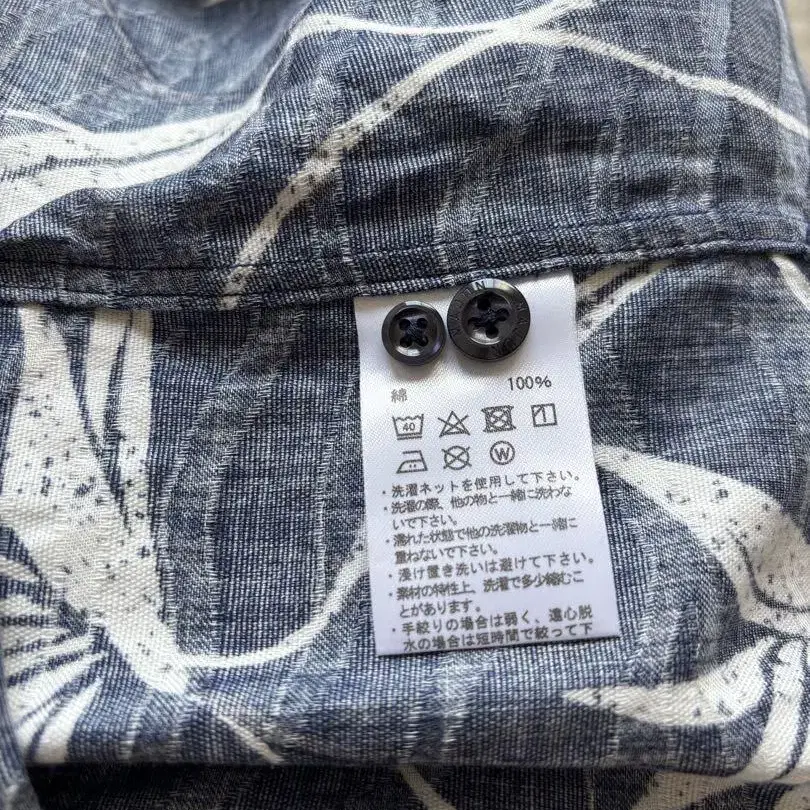 綿 100%
40
W
・洗濯ネットを使用して下さい。
・洗濯の際、他の物と一緒に洗わな
いで下さい。
・濡れた状態で他の洗濯物と一緒に
重ねないで下さい。
・浸け置き洗いは避けて下さい。
・素材の特性上、洗濯で多少縮むこ
とがあります。
・手絞りの場合は弱く、遠心脱
水の場合は短時間で絞って下